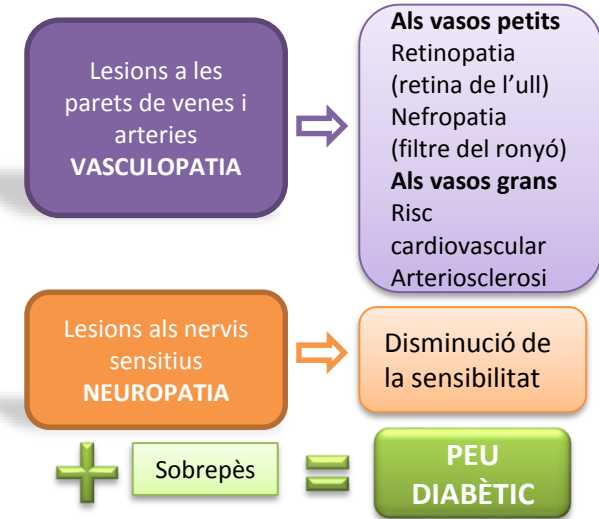 Lesions a les
parets de venes i
arteries
VASCULOPATIA
Als vasos petits
Retinopatia
(retina de l’ull)
Nefropatia
(filtre del ronyó)
Als vasos grans
Risc
cardiovascular
Arteriosclerosi
Lesions als nervis
sensitius
NEUROPATIA
Disminució de
la sensibilitat
Sobrepès
PEU
DIABÈTIC